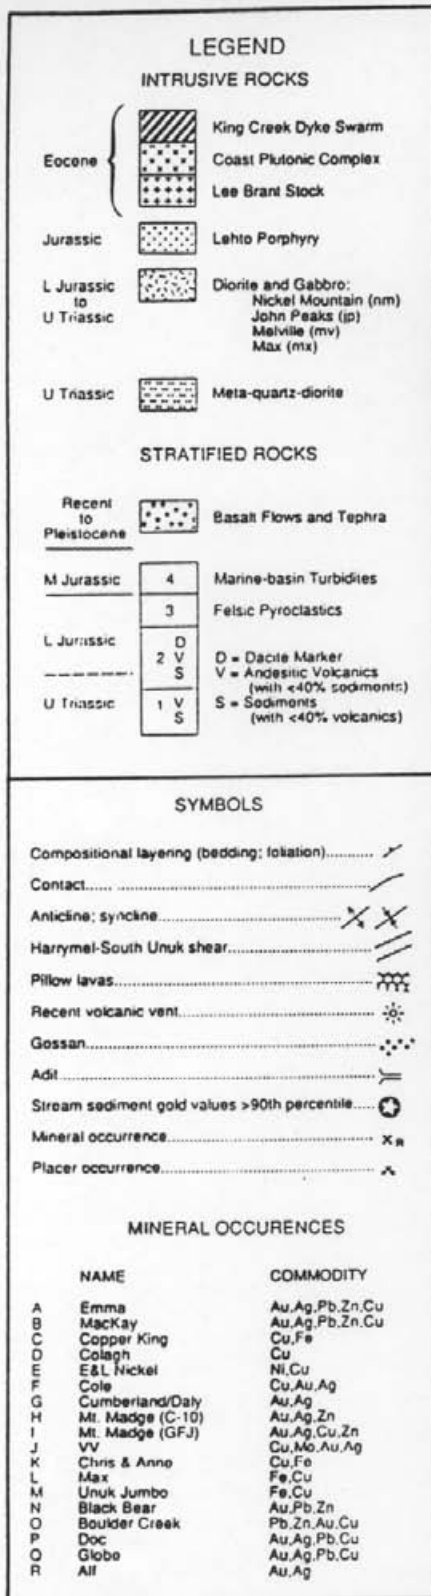 LEGEND
INTRUSIVE ROCKS
Eocene
King Creek Dyke Swarm
Coast Plutonic Complex
Lee Brant Stock
Jurassic
Lehto Porphyry
L Jurassic
to
U Triassic
Diorite and Gabbro:
Nickel Mountain (nm)
John Peaks (jp)
Melville (mv)
Max (mx)
U Triassic
Meta-quartz-diorite
STRATIFIED ROCKS
Recent
to
Pleistocene
Basalt Flows and Tephra
M Jurassic 4 Marine-basin Turbidites
3 Felsic Pyroclastics
L Jurassic
D
2 V
S
D = Dacite Marker
V = Andesitic Volcanics
(with <40% sediments)
U Triassic
1 V
S
S = Sediments
(with <40% volcanics)
SYMBOLS
Compositional layering (bedding; foliation)
Contact
Anticline; syncline
Harrymel-South Unuk shear
Pillow lavas
Recent volcanic vent
Gossan
Adit
Stream sediment gold values >90th percentile
Mineral occurrence x R
Placer occurrence
MINERAL OCCURENCES
NAME COMMODITY
A Emma Au,Ag,Pb,Zn,Cu
B MacKay Au,Ag,Pb,Zn,Cu
C Copper King Cu,Fe
D Colagh Cu
E E&L Nickel Ni,Cu
F Cole Cu,Au,Ag
G Cumberland/Daly Au,Ag
H Mt. Madge (C-10) Au,Ag,Zn
I Mt. Madge (GFJ) Au,Ag,Cu,Zn
J VV Cu,Mo,Au,Ag
K Chris & Anne Cu,Fe
L Max Fe,Cu
M Unuk Jumbo Fe,Cu
N Black Bear Au,Pb,Zn
O Boulder Creek Pb,Zn,Au,Cu
P Doc Au,Ag,Pb,Cu
Q Globe Au,Ag,Pb,Cu
R Alf Au,Ag